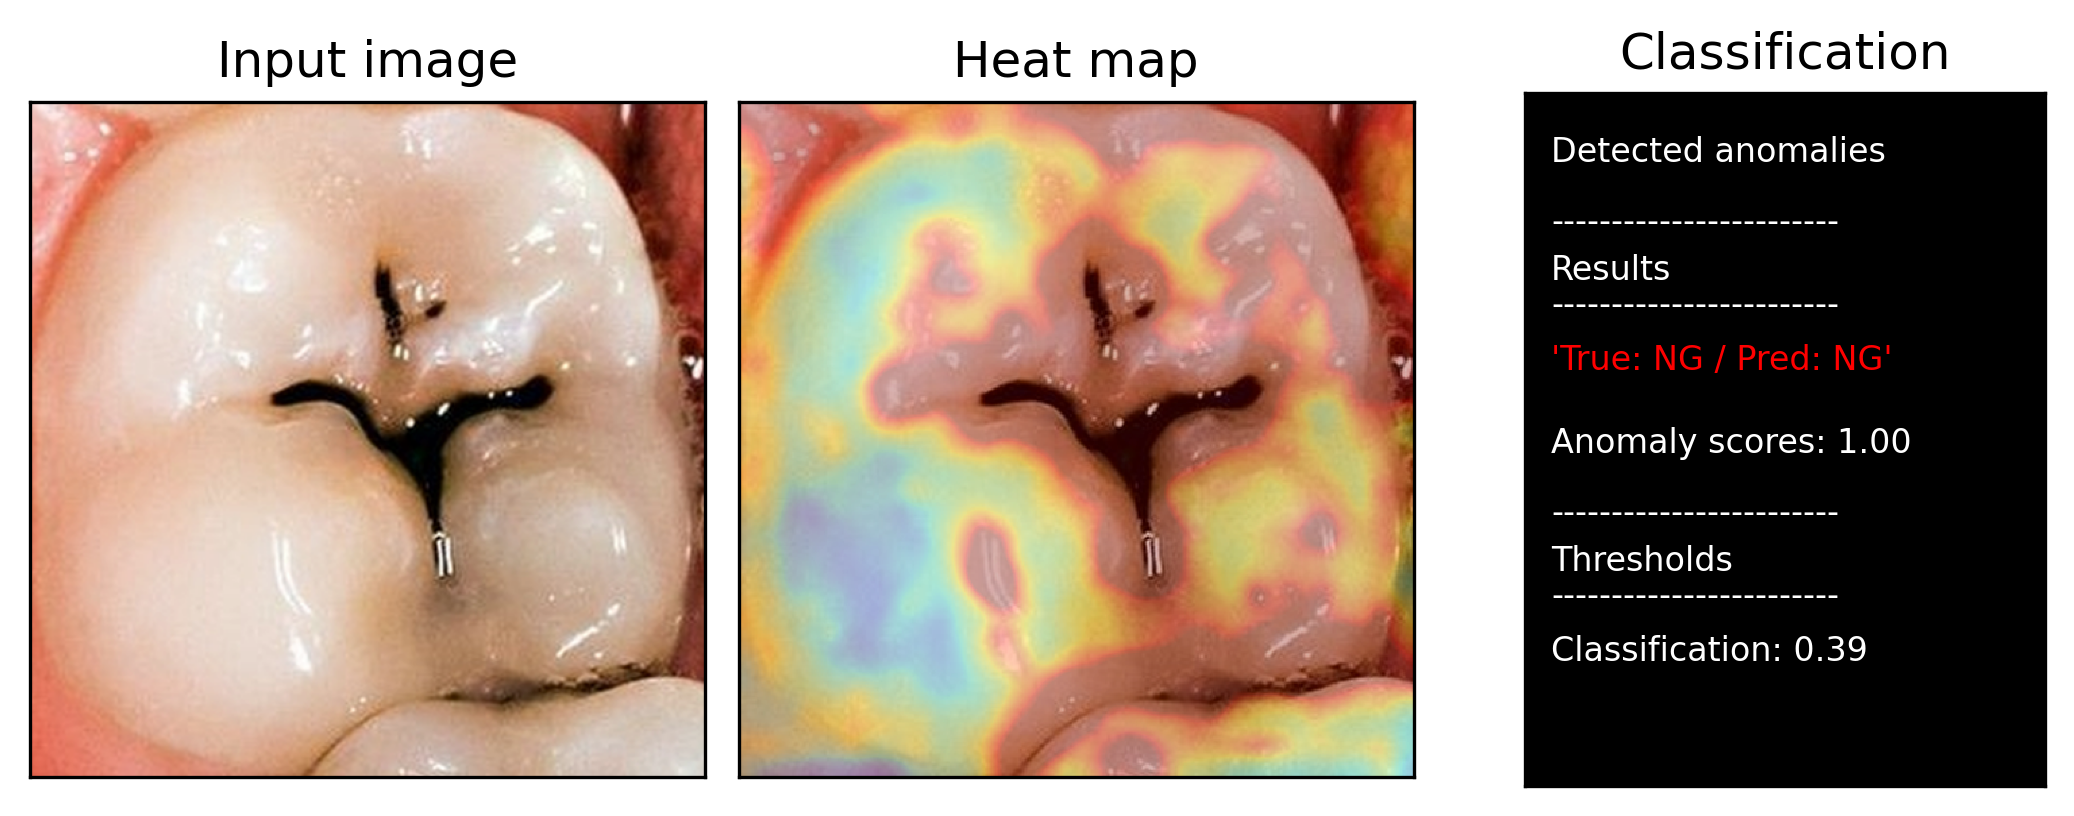 Input image
Heat map
Classification
Detected anomalies
------------------------
Results
------------------------
'True: NG / Pred: NG'
Anomaly scores: 1.00
------------------------
Thresholds
------------------------
Classification: 0.39